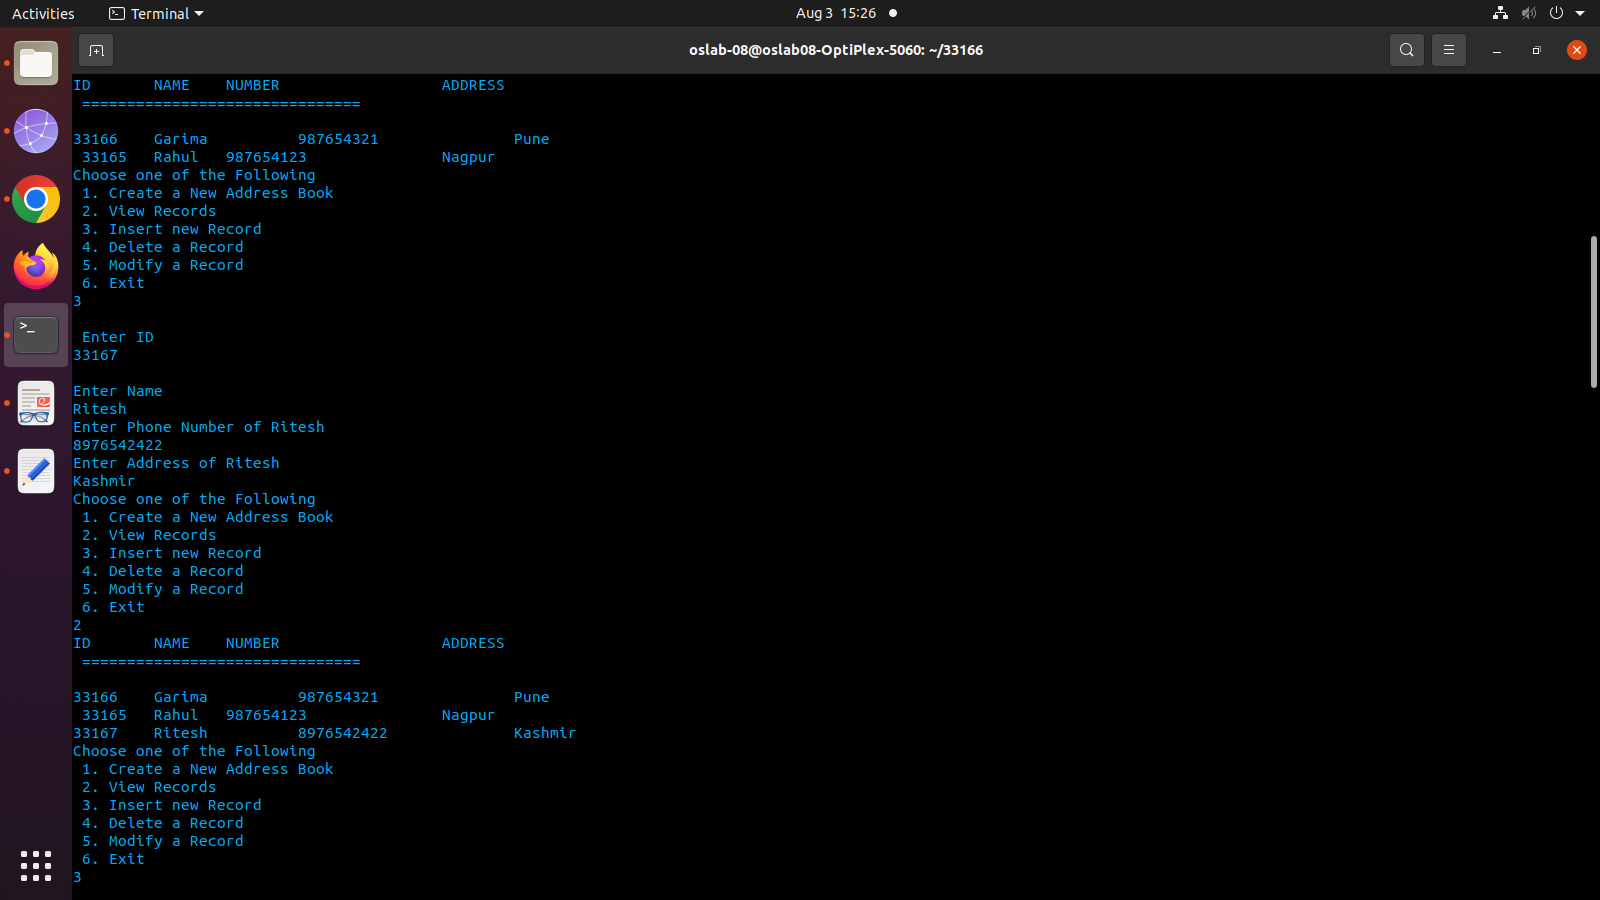 Activities Terminal Aug 3 15:26
oslab-08@oslab08-OptiPlex-5060: ~/33166
ID NAME NUMBER ADDRESS
===============================
33166 Garima 987654321 Pune
33165 Rahul 987654123 Nagpur
Choose one of the Following
1. Create a New Address Book
2. View Records
3. Insert new Record
4. Delete a Record
5. Modify a Record
6. Exit
3
Enter ID
33167
Enter Name
Ritesh
Enter Phone Number of Ritesh
8976542422
Enter Address of Ritesh
Kashmir
Choose one of the Following
1. Create a New Address Book
2. View Records
3. Insert new Record
4. Delete a Record
5. Modify a Record
6. Exit
2
ID NAME NUMBER ADDRESS
===============================
33166 Garima 987654321 Pune
33165 Rahul 987654123 Nagpur
33167 Ritesh 8976542422 Kashmir
Choose one of the Following
1. Create a New Address Book
2. View Records
3. Insert new Record
4. Delete a Record
5. Modify a Record
6. Exit
3